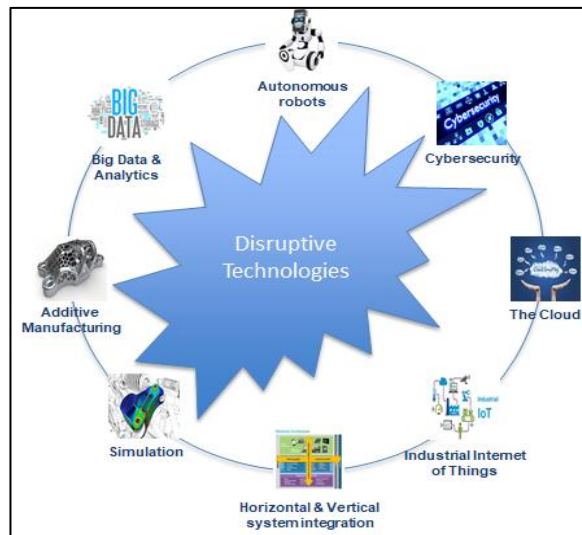 Autonomous
robots
BIG
DATA
Big Data &
Analytics
Cybersecurity
Cybersecurity
Disruptive
Technologies
Additive
Manufacturing
The Cloud
Simulation
Industrial
IoT
Industrial Internet
of Things
Horizontal & Vertical
system integration